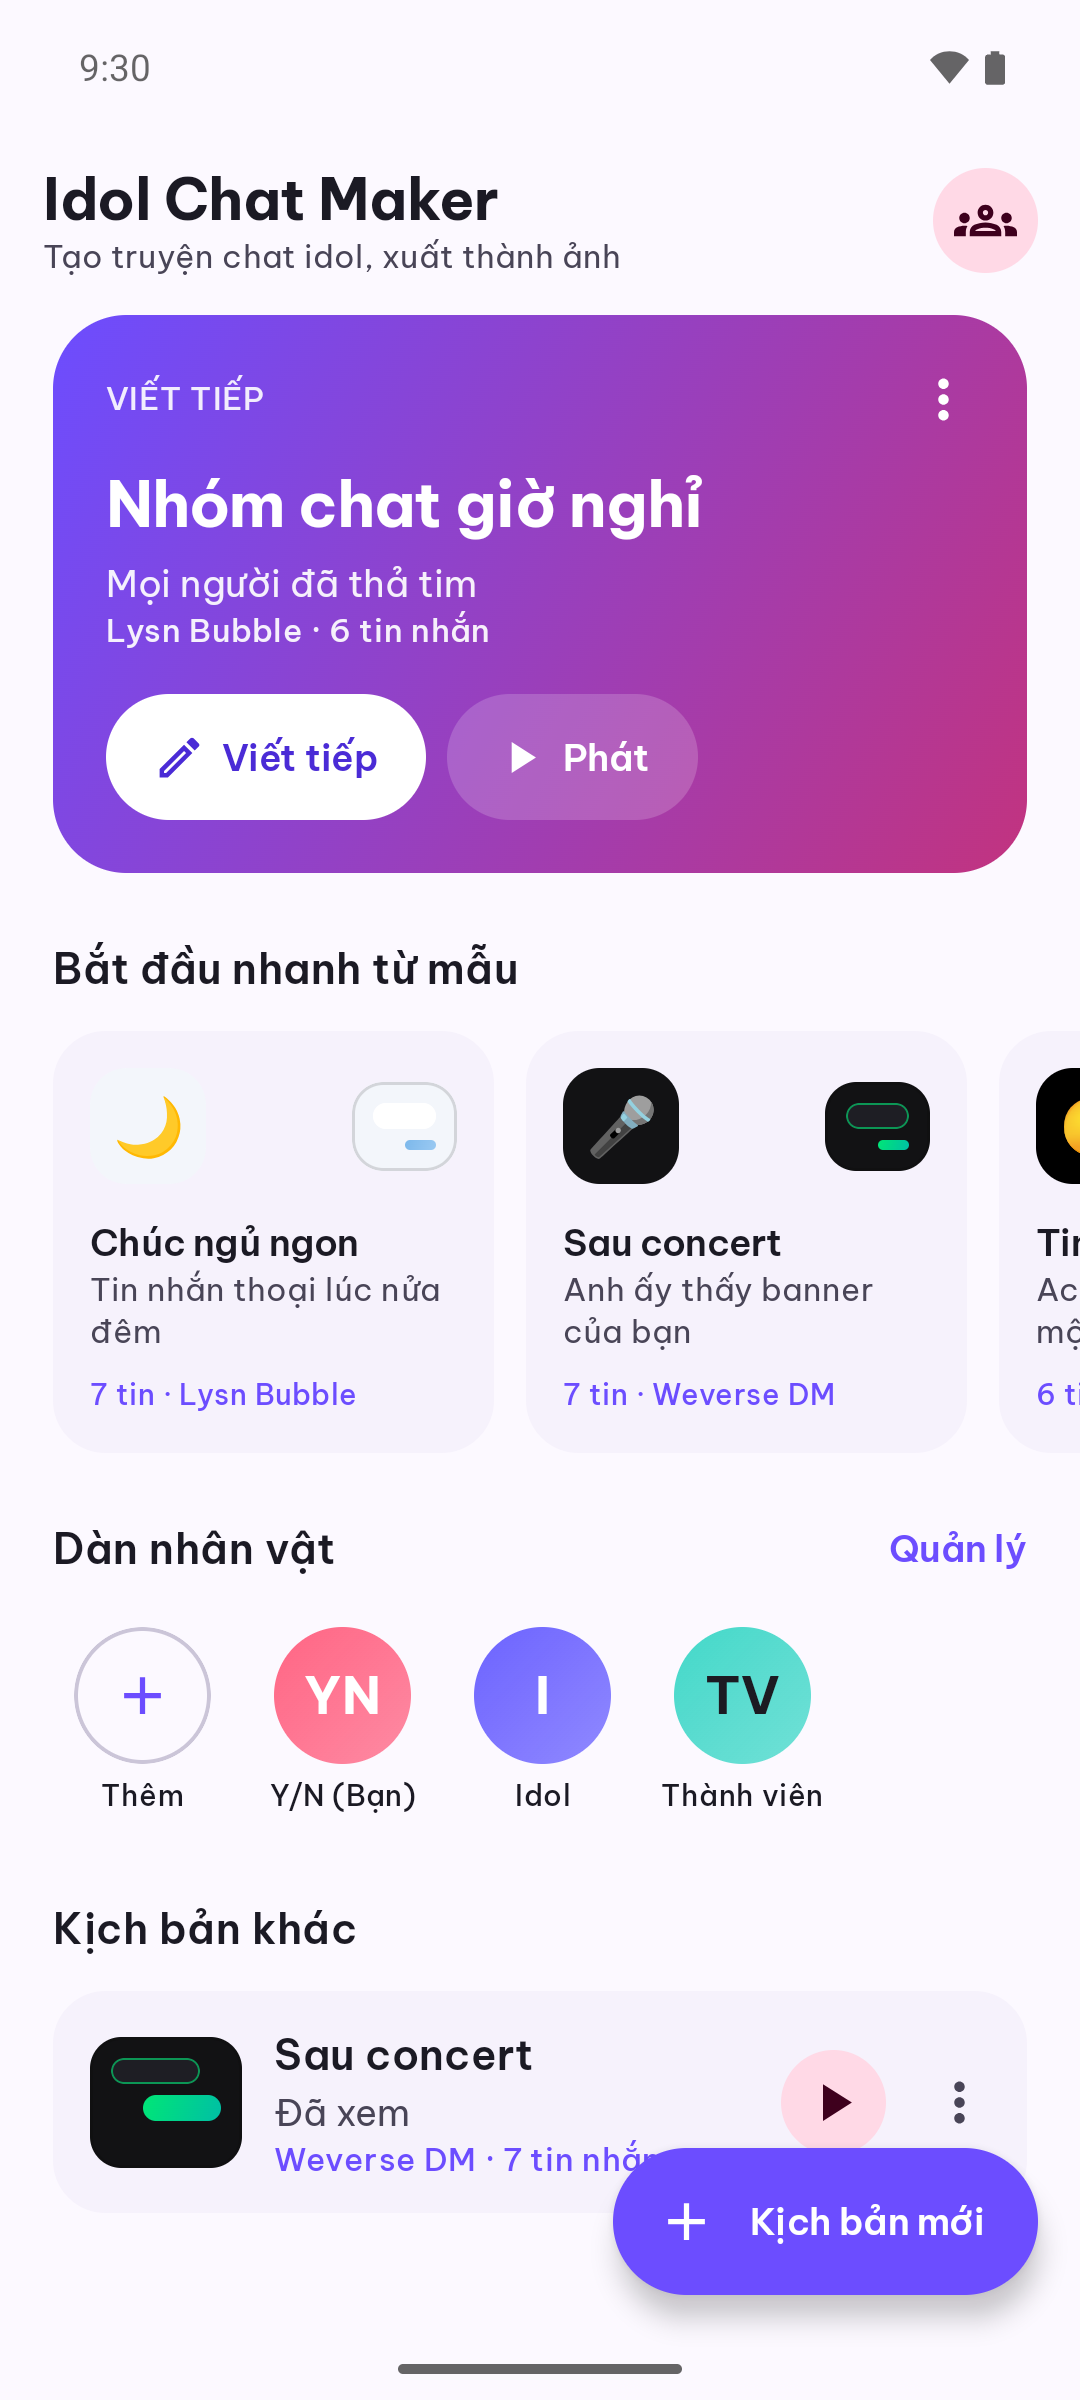 9:30
Idol Chat Maker
Tạo truyện chat idol, xuất thành ảnh
VIẾT TIẾP
Nhóm chat giờ nghỉ
Mọi người đã thả tim
Lysn Bubble · 6 tin nhắn
Viết tiếp
Phát
Bắt đầu nhanh từ mẫu
Chúc ngủ ngon
Tin nhắn thoại lúc nửa
đêm
7 tin · Lysn Bubble
Sau concert
Anh ấy thấy banner
của bạn
7 tin · Weverse DM
6
Dàn nhân vật
Quản lý
YN
I
TV
Thêm
Y/N (Bạn)
Idol
Thành viên
Kịch bản khác
Sau concert
Đã xem
Weverse DM · 7 tin nhắn
Kịch bản mới